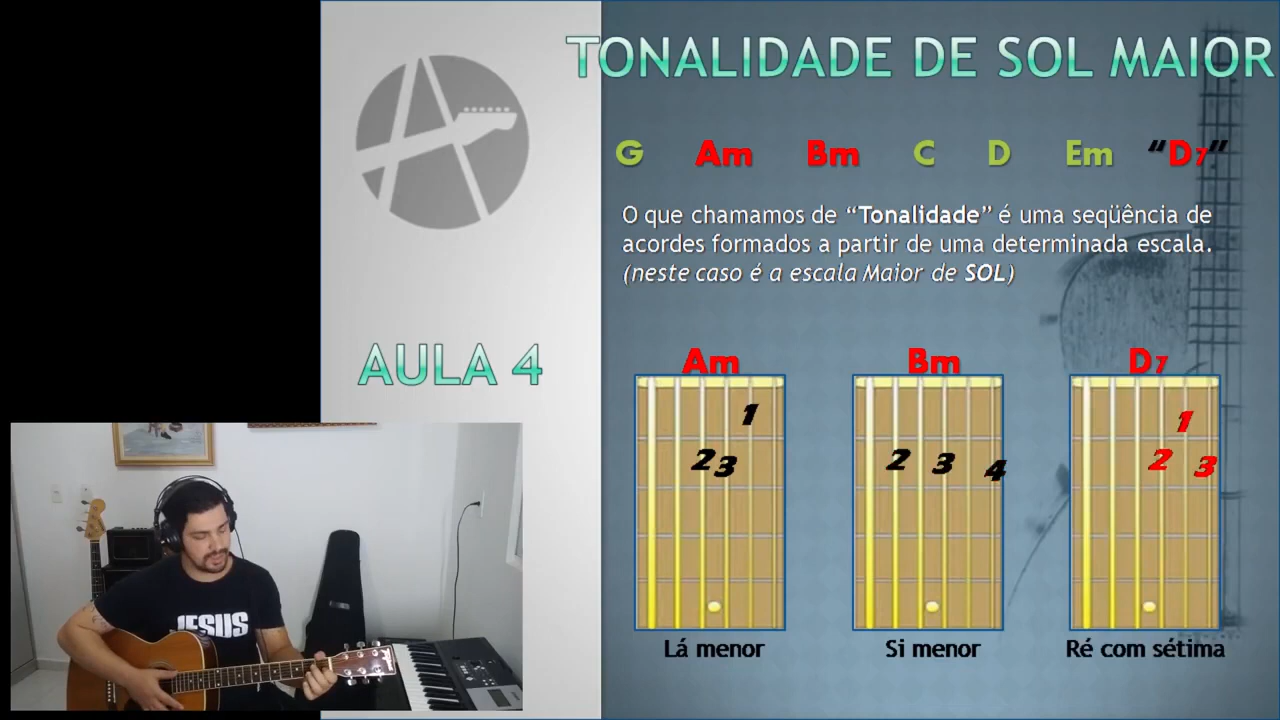 TONALIDADE DE SOL MAIOR
G Am Bm C D Em “D7”
O que chamamos de “Tonalidade” é uma seqüência de
acordes formados a partir de uma determinada escala.
(neste caso é a escala Maior de SOL)
AULA 4
Am Bm D7
1 1
2 3 2 3 4 2 3
Lá menor Si menor Ré com sétima
JESUS